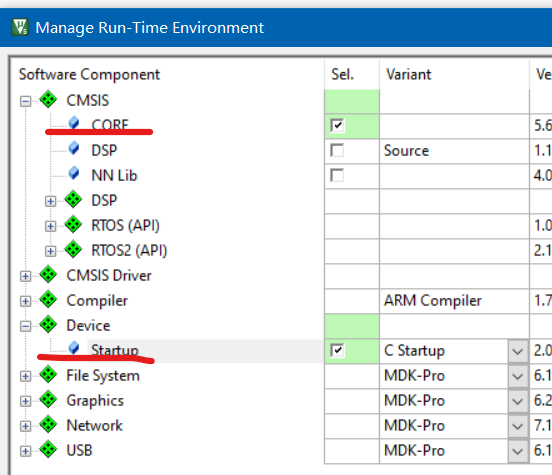 Manage Run-Time Environment
Software Component Sel. Variant Ve
CMSIS
CORE 5.6
DSP Source 1.1
NN Lib 4.0
DSP
RTOS (API) 1.0
RTOS2 (API) 2.1
CMSIS Driver
Compiler ARM Compiler 1.7
Device
Startup C Startup 2.0
File System MDK-Pro 6.1
Graphics MDK-Pro 6.2
Network MDK-Pro 7.1
USB MDK-Pro 6.1